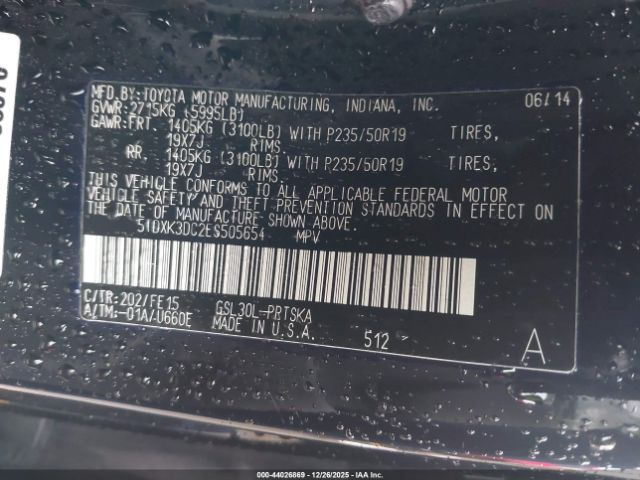 MFD.BY:TOYOTA MOTOR MANUFACTURING, INDIANA, INC. 06/14
GVWR:2715KG (5995LB)
GAWR:FRT. 1405KG (3100LB) WITH P235/50R19 TIRES,
19X7J RIMS.
RR. 1405KG (3100LB) WITH P235/50R19 TIRES,
19X7J RIMS.
THIS VEHICLE CONFORMS TO ALL APPLICABLE FEDERAL MOTOR
VEHICLE SAFETY AND THEFT PREVENTION STANDARDS IN EFFECT ON
THE DATE OF MANUFACTURE SHOWN ABOVE.
5TDXK3DC2ES505654 MPV
C/TR:202/FE15 GSL30L-PRTSKA
A/TM:-01A/-U660E MADE IN U.S.A. 512 A
000-44026869 - 12/26/2025 - IAAI.COM